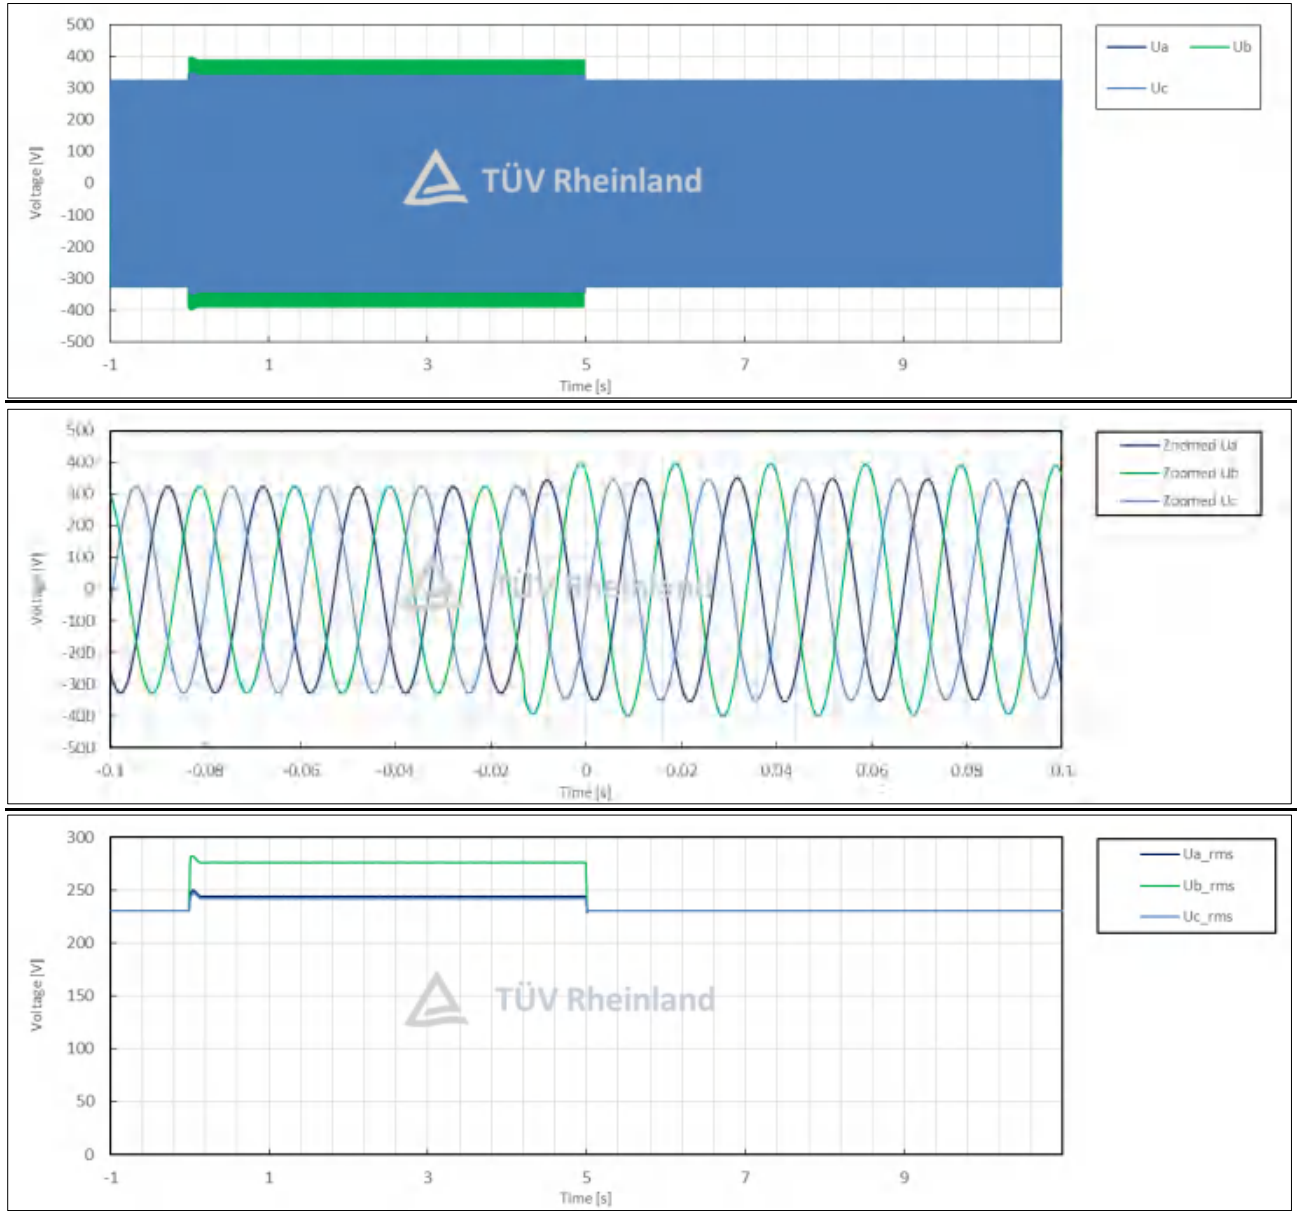 500
400
300
200
100
0
-100
-200
-300
-400
-500
Voltage [V]
-1 1 3 5 7 9
Time [s]
Ua Ub
Uc
TÜV Rheinland
500
400
300
200
100
0
-100
-200
-300
-400
-500
Voltage [V]
-0.1 -0.08 -0.06 -0.04 -0.02 0 0.02 0.04 0.06 0.08 0.1
Time [s]
Zoomed Ua
Zoomed Ub
Zoomed Uc
TÜV Rheinland
300
250
200
150
100
50
0
Voltage [V]
-1 1 3 5 7 9
Time [s]
Ua_rms
Ub_rms
Uc_rms
TÜV Rheinland